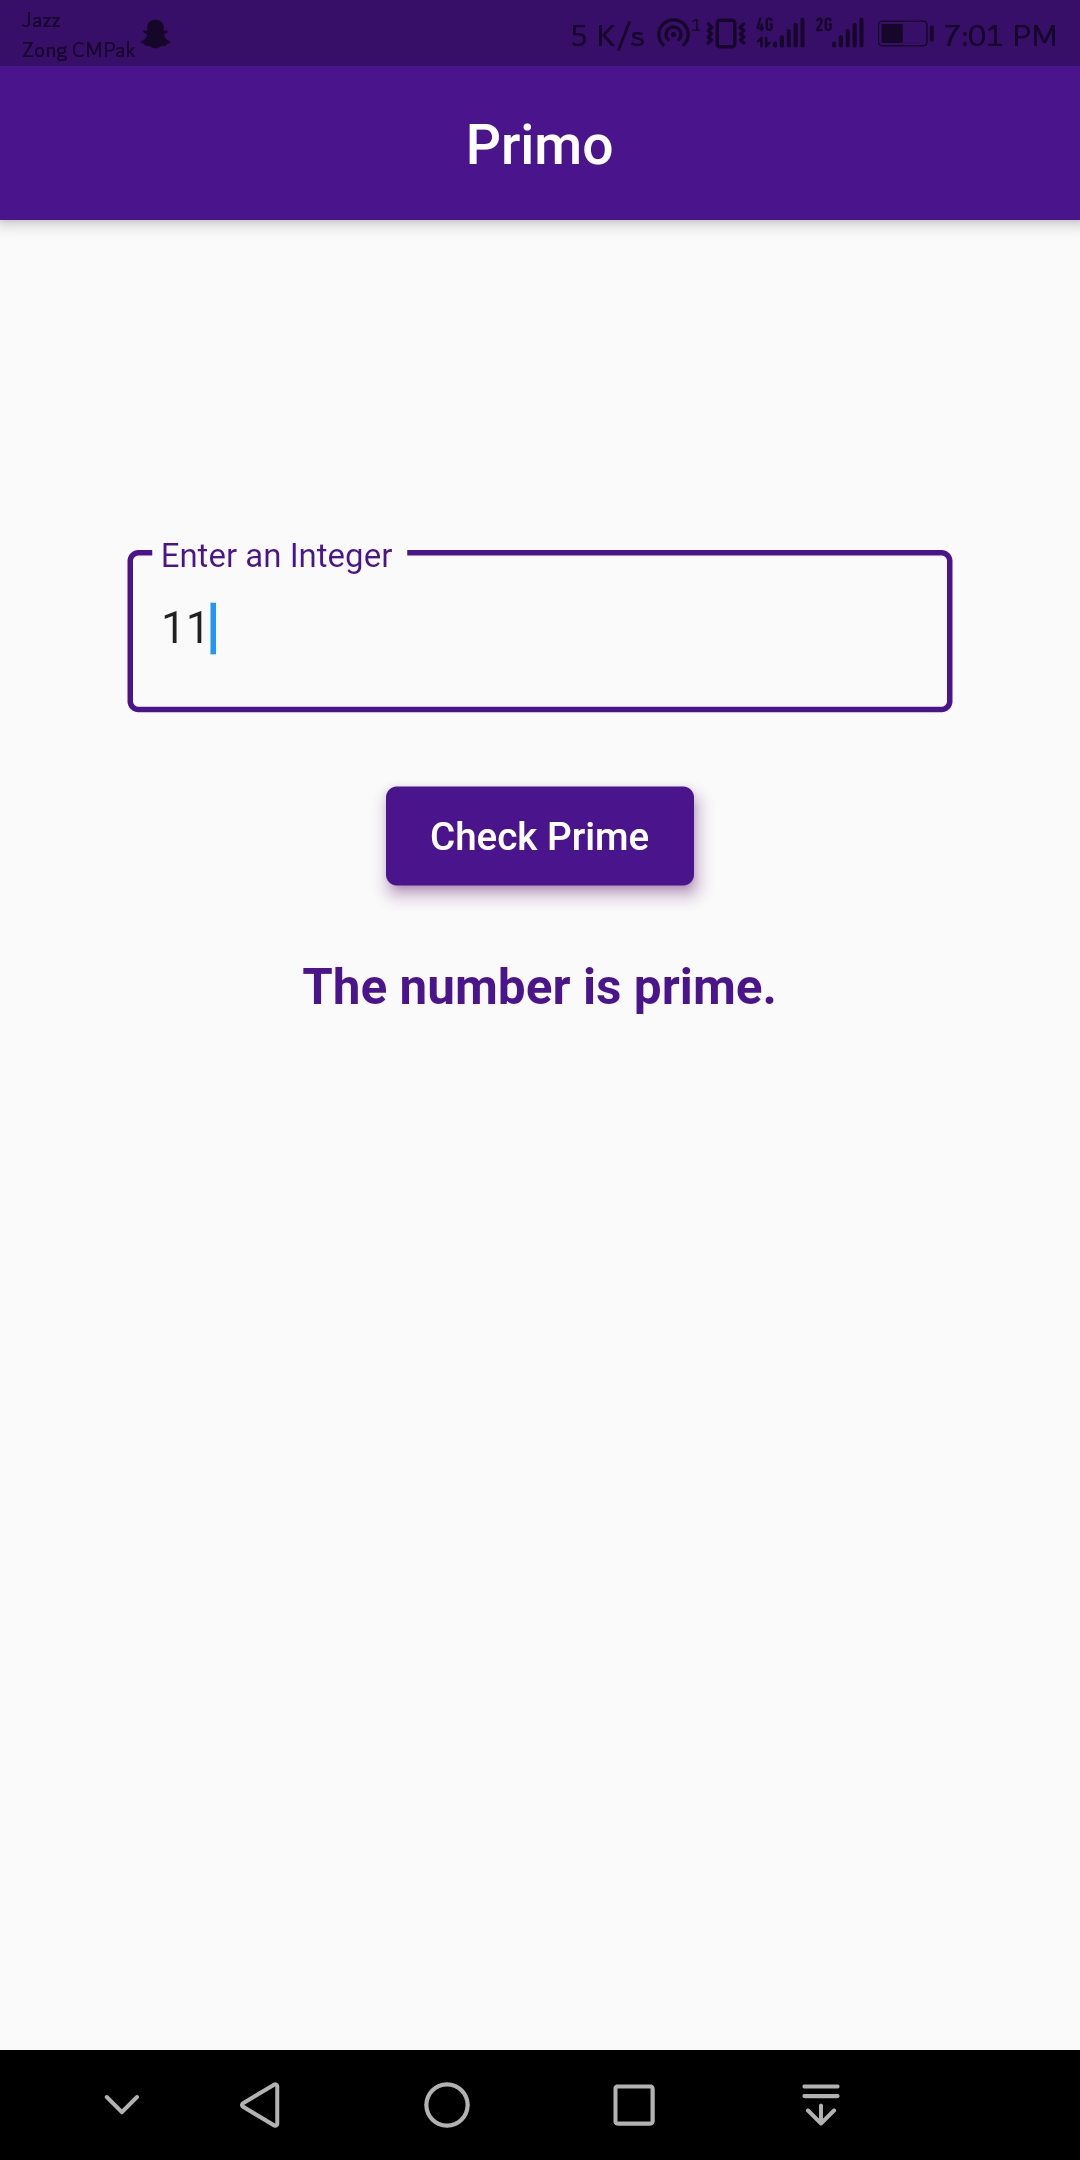 Jazz
Zong CMPak
5 K/s 1 4G 2G 7:01 PM
Primo
Enter an Integer
11
Check Prime
The number is prime.